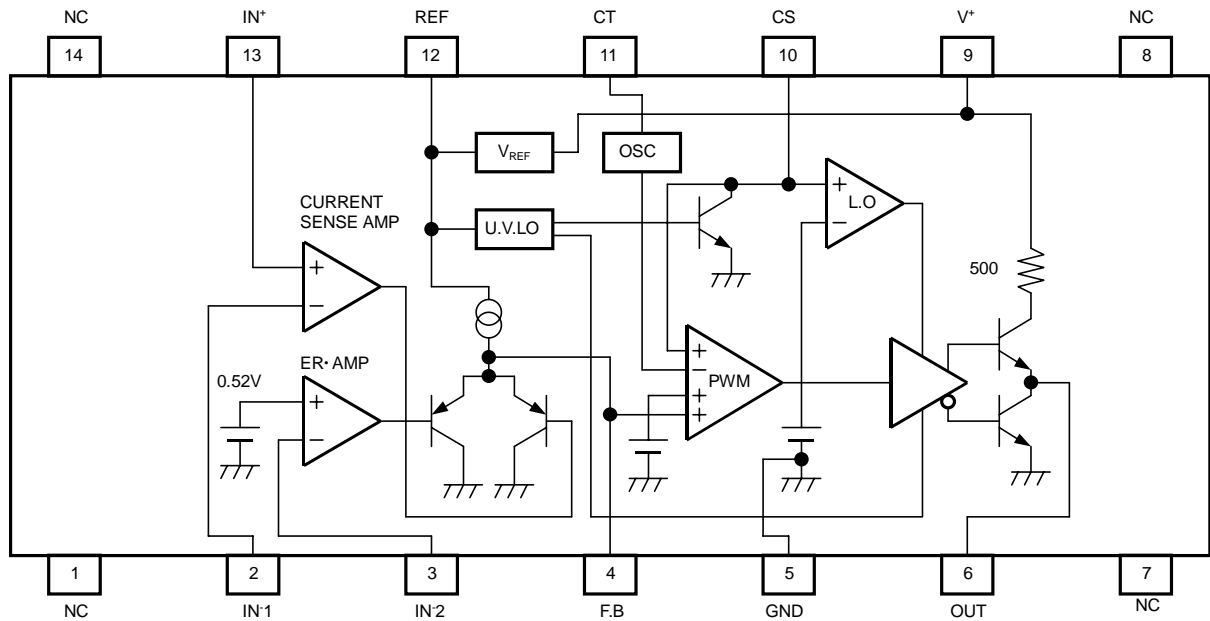 NC IN+ REF CT CS V+ NC
14 13 12 11 10 9 8
VREF
OSC
CURRENT
SENSE AMP
+
−
U.V.LO
+
−
L.O
500
ER• AMP
0.52V
+
−
+
−
+
+
PWM
1 2 3 4 5 6 7
NC IN-1 IN-2 F.B GND OUT NC